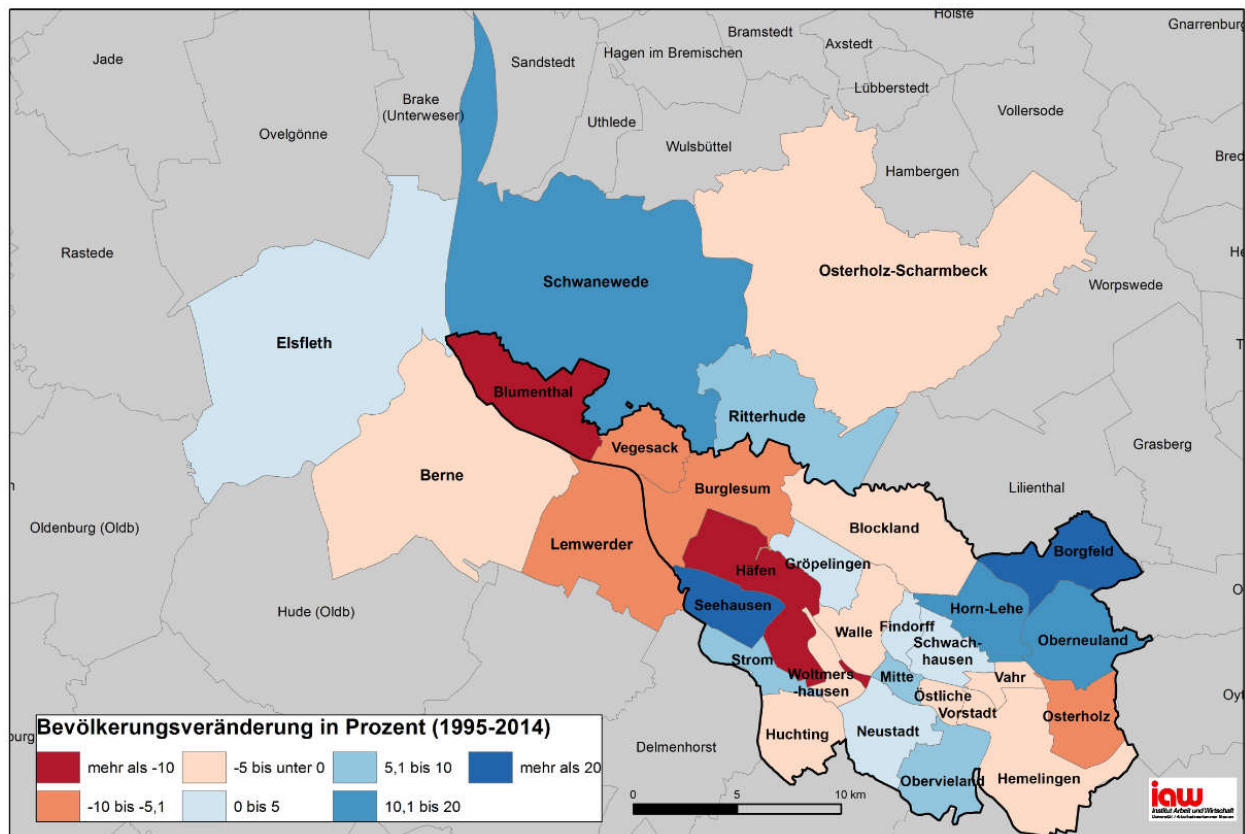 Holste
Gnarrenburg
Bramstedt
Axstedt
Jade
Sandstedt
Hagen im Bremischen
Lübberstedt
Brake
(Unterweser)
Vollersode
Uthlede
Ovelgönne
Wulsbüttel
Hambergen
Rastede
Osterholz-Scharmbeck
Schwanewede
Worpswede
Elsfleth
Blumenthal
Ritterhude
Grasberg
Vegesack
Berne
Burglesum
Lilienthal
Oldenburg (Oldb)
Blockland
Lemwerder
Borgfeld
Gröpelingen
Häfen
Hude (Oldb)
Seehausen
Horn-Lehe
Walle
Findorff
Oberneuland
Schwach-
hausen
Strom
Woltmers
-hausen
Mitte
Vahr
Östliche
Vorstadt
Osterholz
Huchting
Neustadt
Delmenhorst
Obervieland
Hemelingen
Bevölkerungsveränderung in Prozent (1995-2014)
mehr als -10
-5 bis unter 0
5,1 bis 10
mehr als 20
-10 bis -5,1
0 bis 5
10,1 bis 20
0 5 10 km
iaw
Institut Arbeit und Wirtschaft